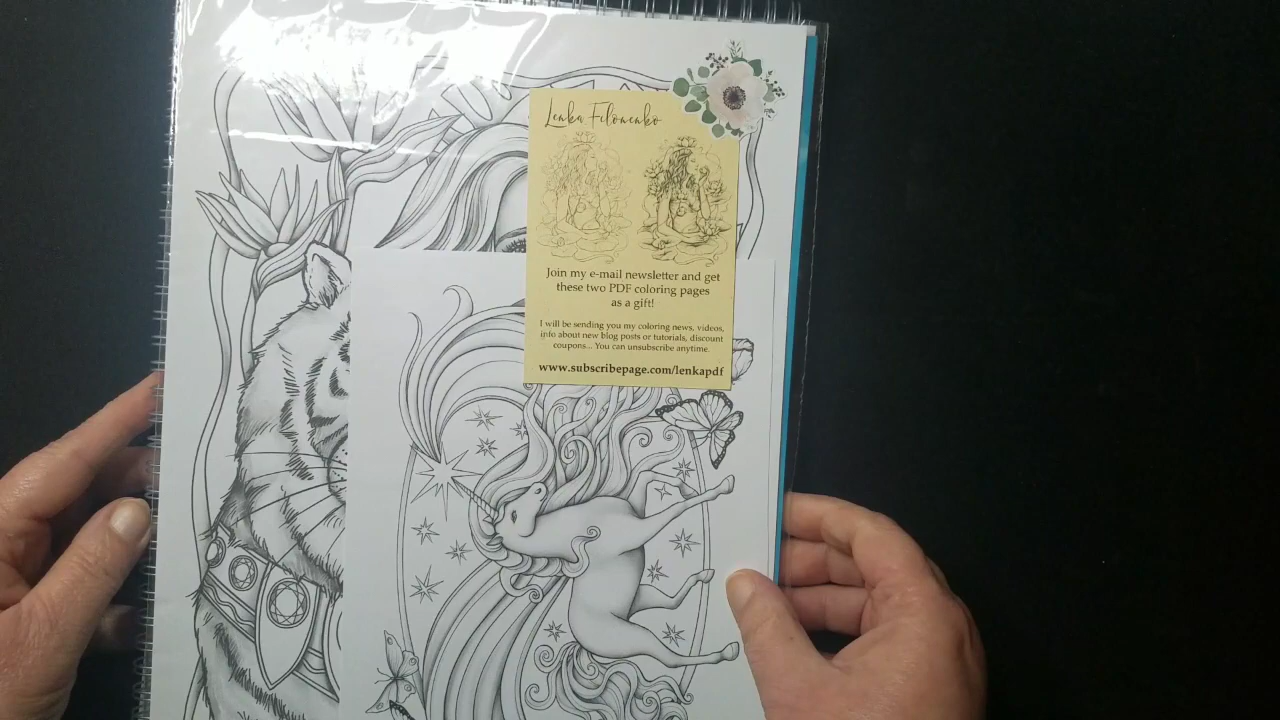 Lenka Filonenko
Join my e-mail newsletter and get
these two PDF coloring pages
as a gift!
I will be sending you my coloring news, videos,
info about new blog posts or tutorials, discount
coupons... You can unsubscribe anytime.
www.subscribepage.com/lenkapdf